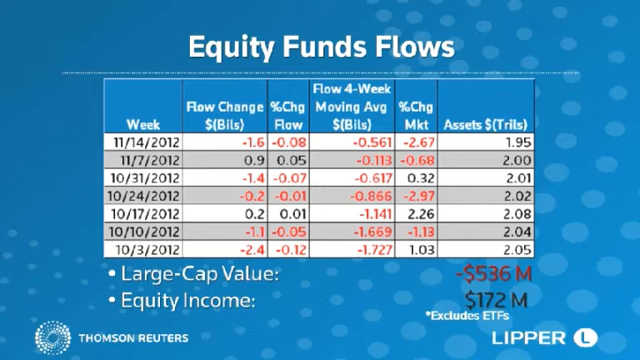 Equity Funds Flows
Flow Change %Chg Flow 4-Week Moving Avg %Chg
Week $(Bils) Flow $(Bils) Mkt Assets $(Trils)
11/14/2012 -1.6 -0.08 -0.561 -2.67 1.95
11/7/2012 0.9 0.05 -0.113 -0.68 2.00
10/31/2012 -1.4 -0.07 -0.617 0.32 2.01
10/24/2012 -0.2 -0.01 -0.866 -2.97 2.02
10/17/2012 0.2 0.01 -1.141 2.26 2.08
10/10/2012 -1.1 -0.05 -1.669 -1.13 2.04
10/3/2012 -2.4 -0.12 -1.727 1.03 2.05
• Large-Cap Value: -$536 M
• Equity Income: $172 M
*Excludes ETFs
THOMSON REUTERS
LIPPER L